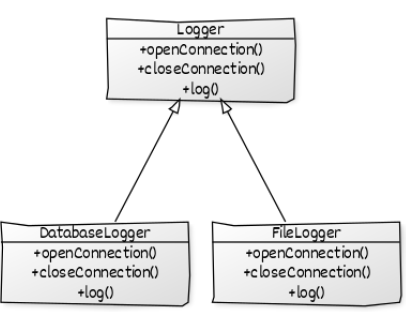 Logger
+openConnection()
+closeConnection()
+log()
DatabaseLogger
+openConnection()
+closeConnection()
+log()
FileLogger
+openConnection()
+closeConnection()
+log()